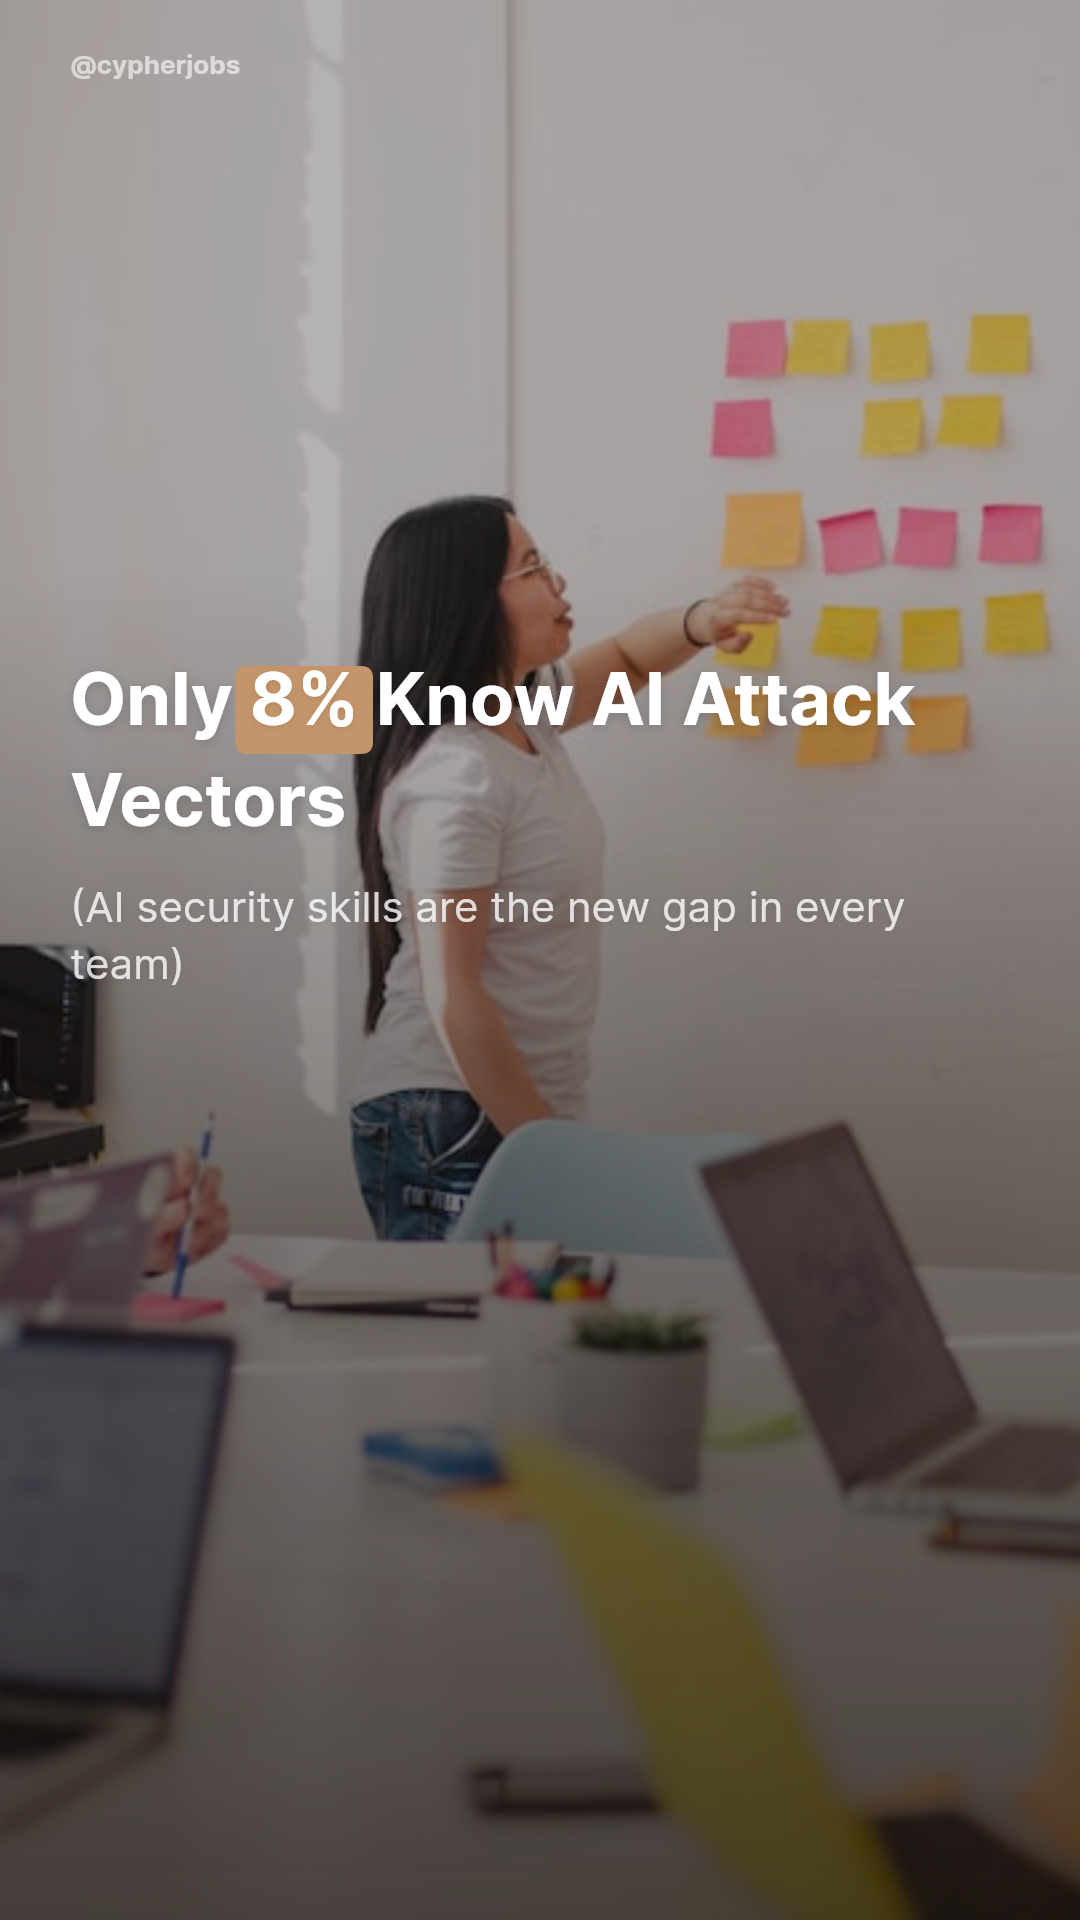 @cypherjobs
Only 8% Know AI Attack
Vectors
(AI security skills are the new gap in every
team)